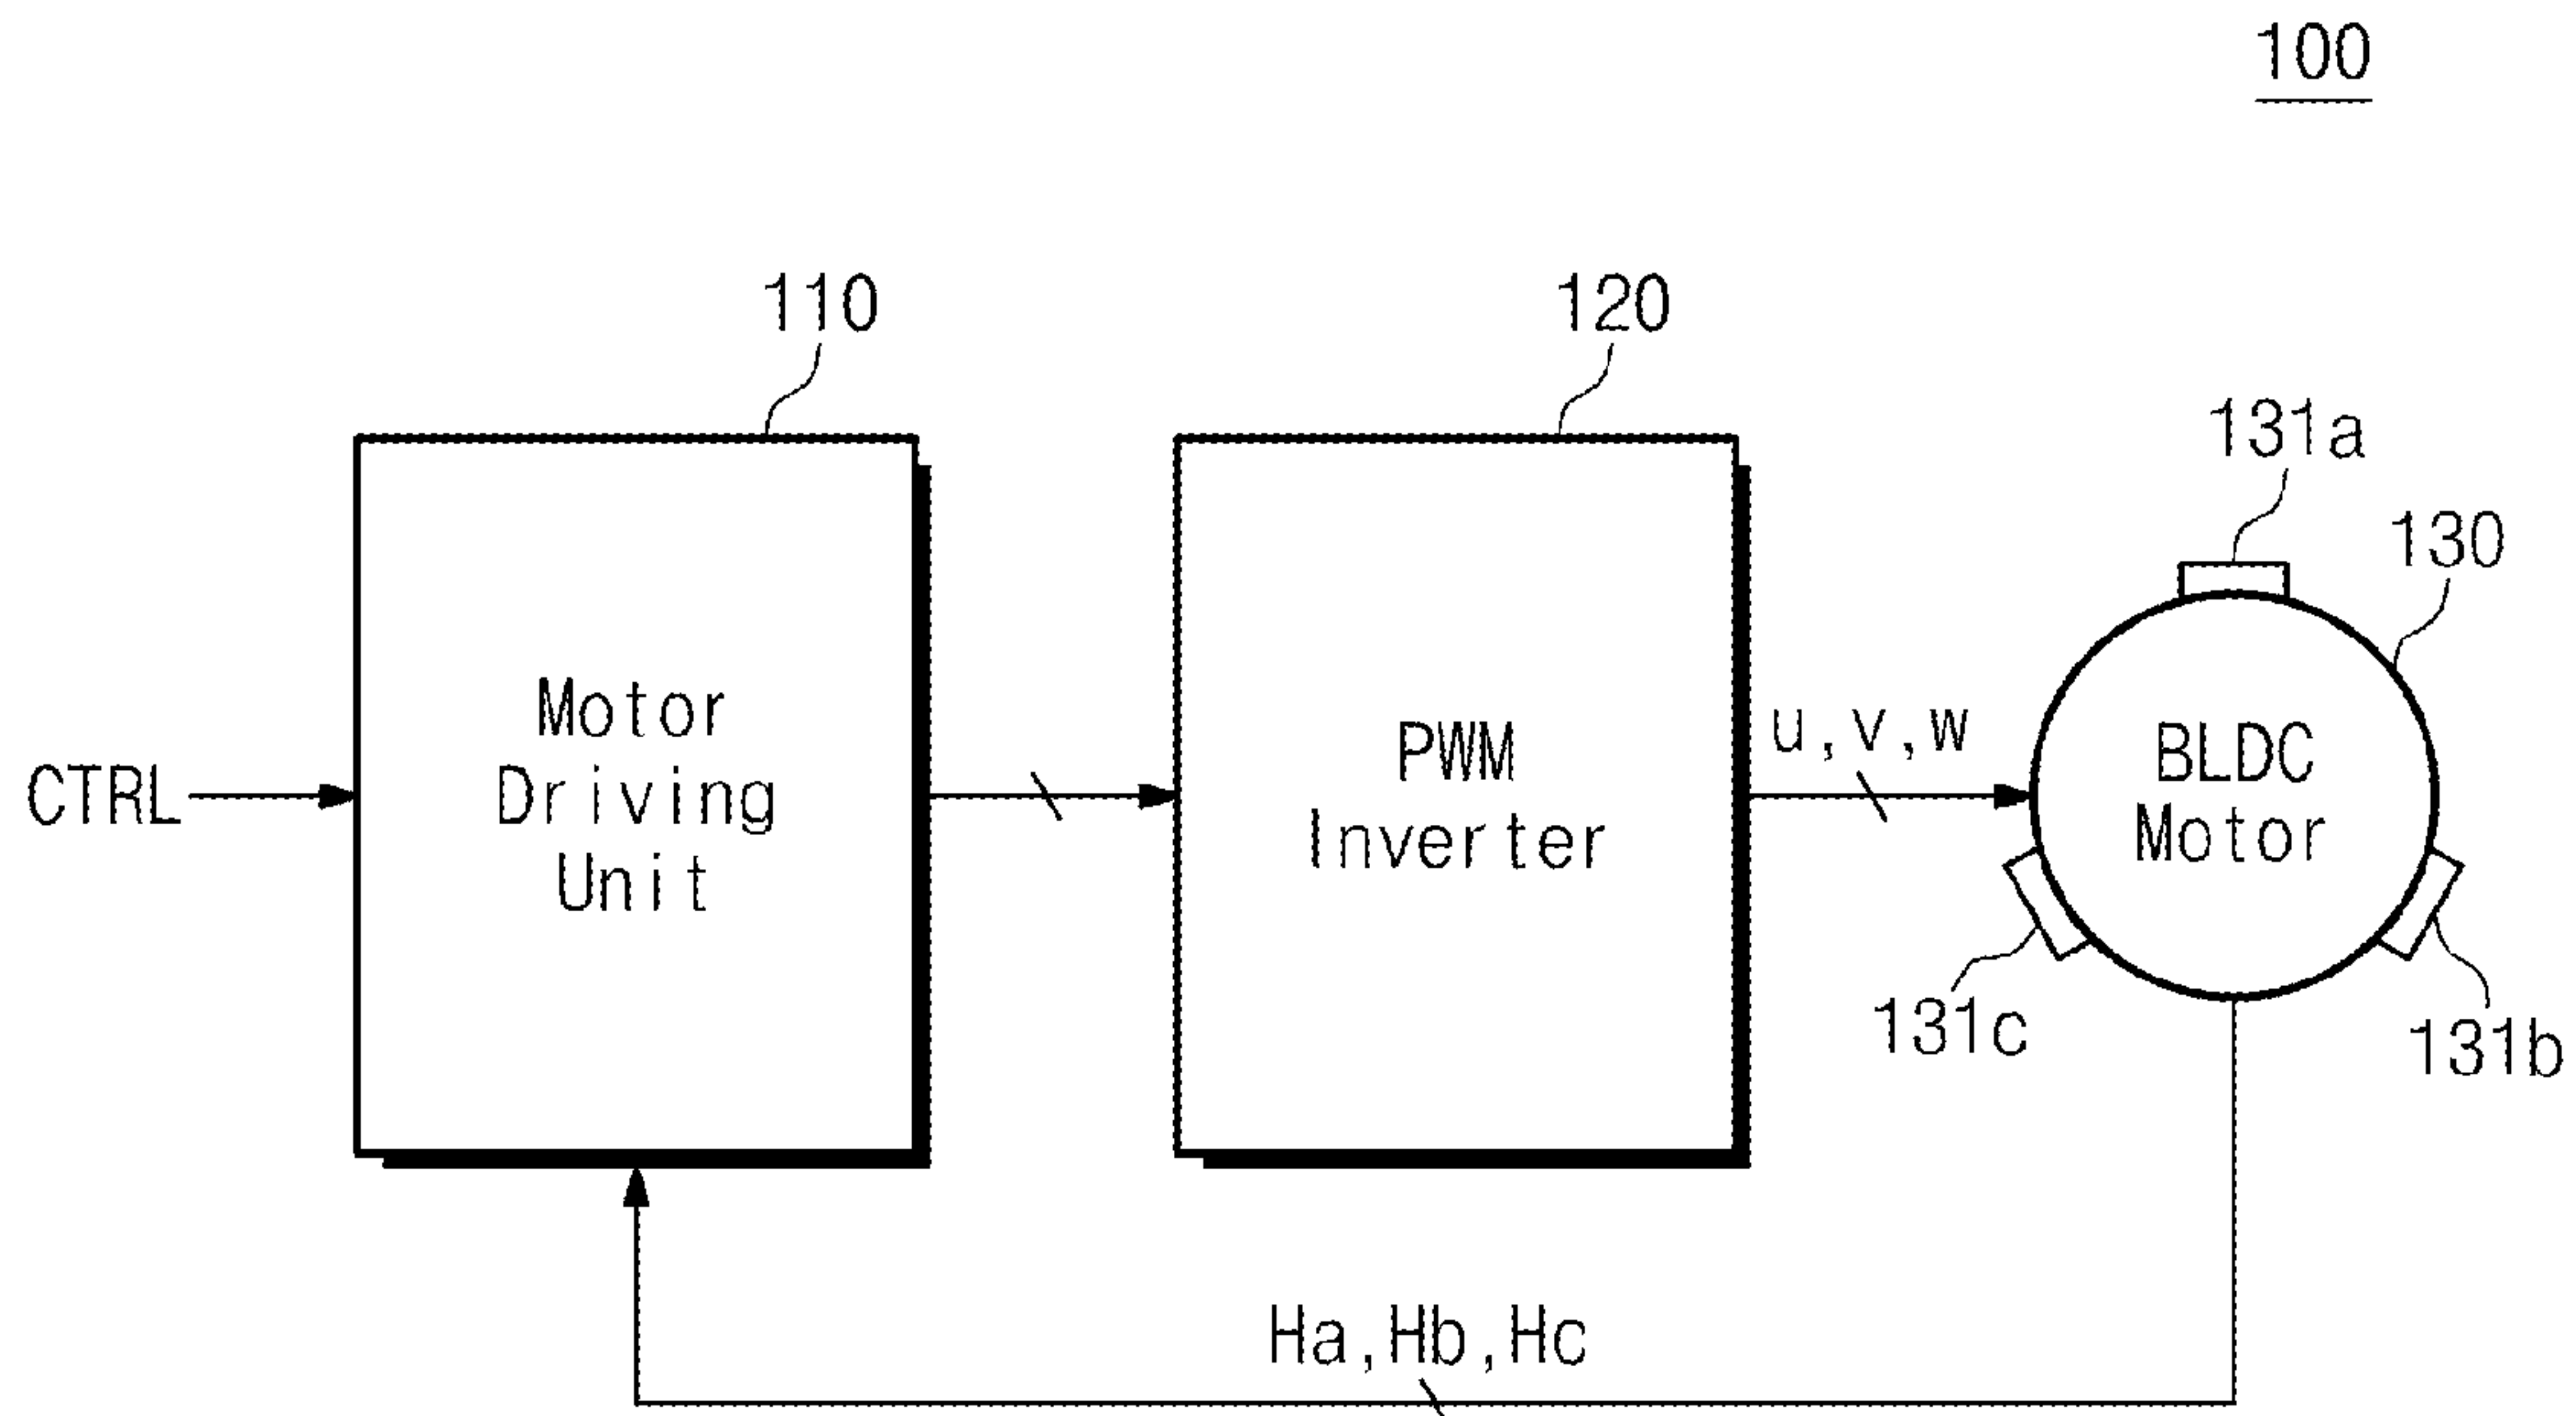 100
110
120
131a
130
CTRL
Motor
Driving
Unit
PWM
Inverter
u,v,w
BLDC
Motor
131c
131b
Ha,Hb,Hc